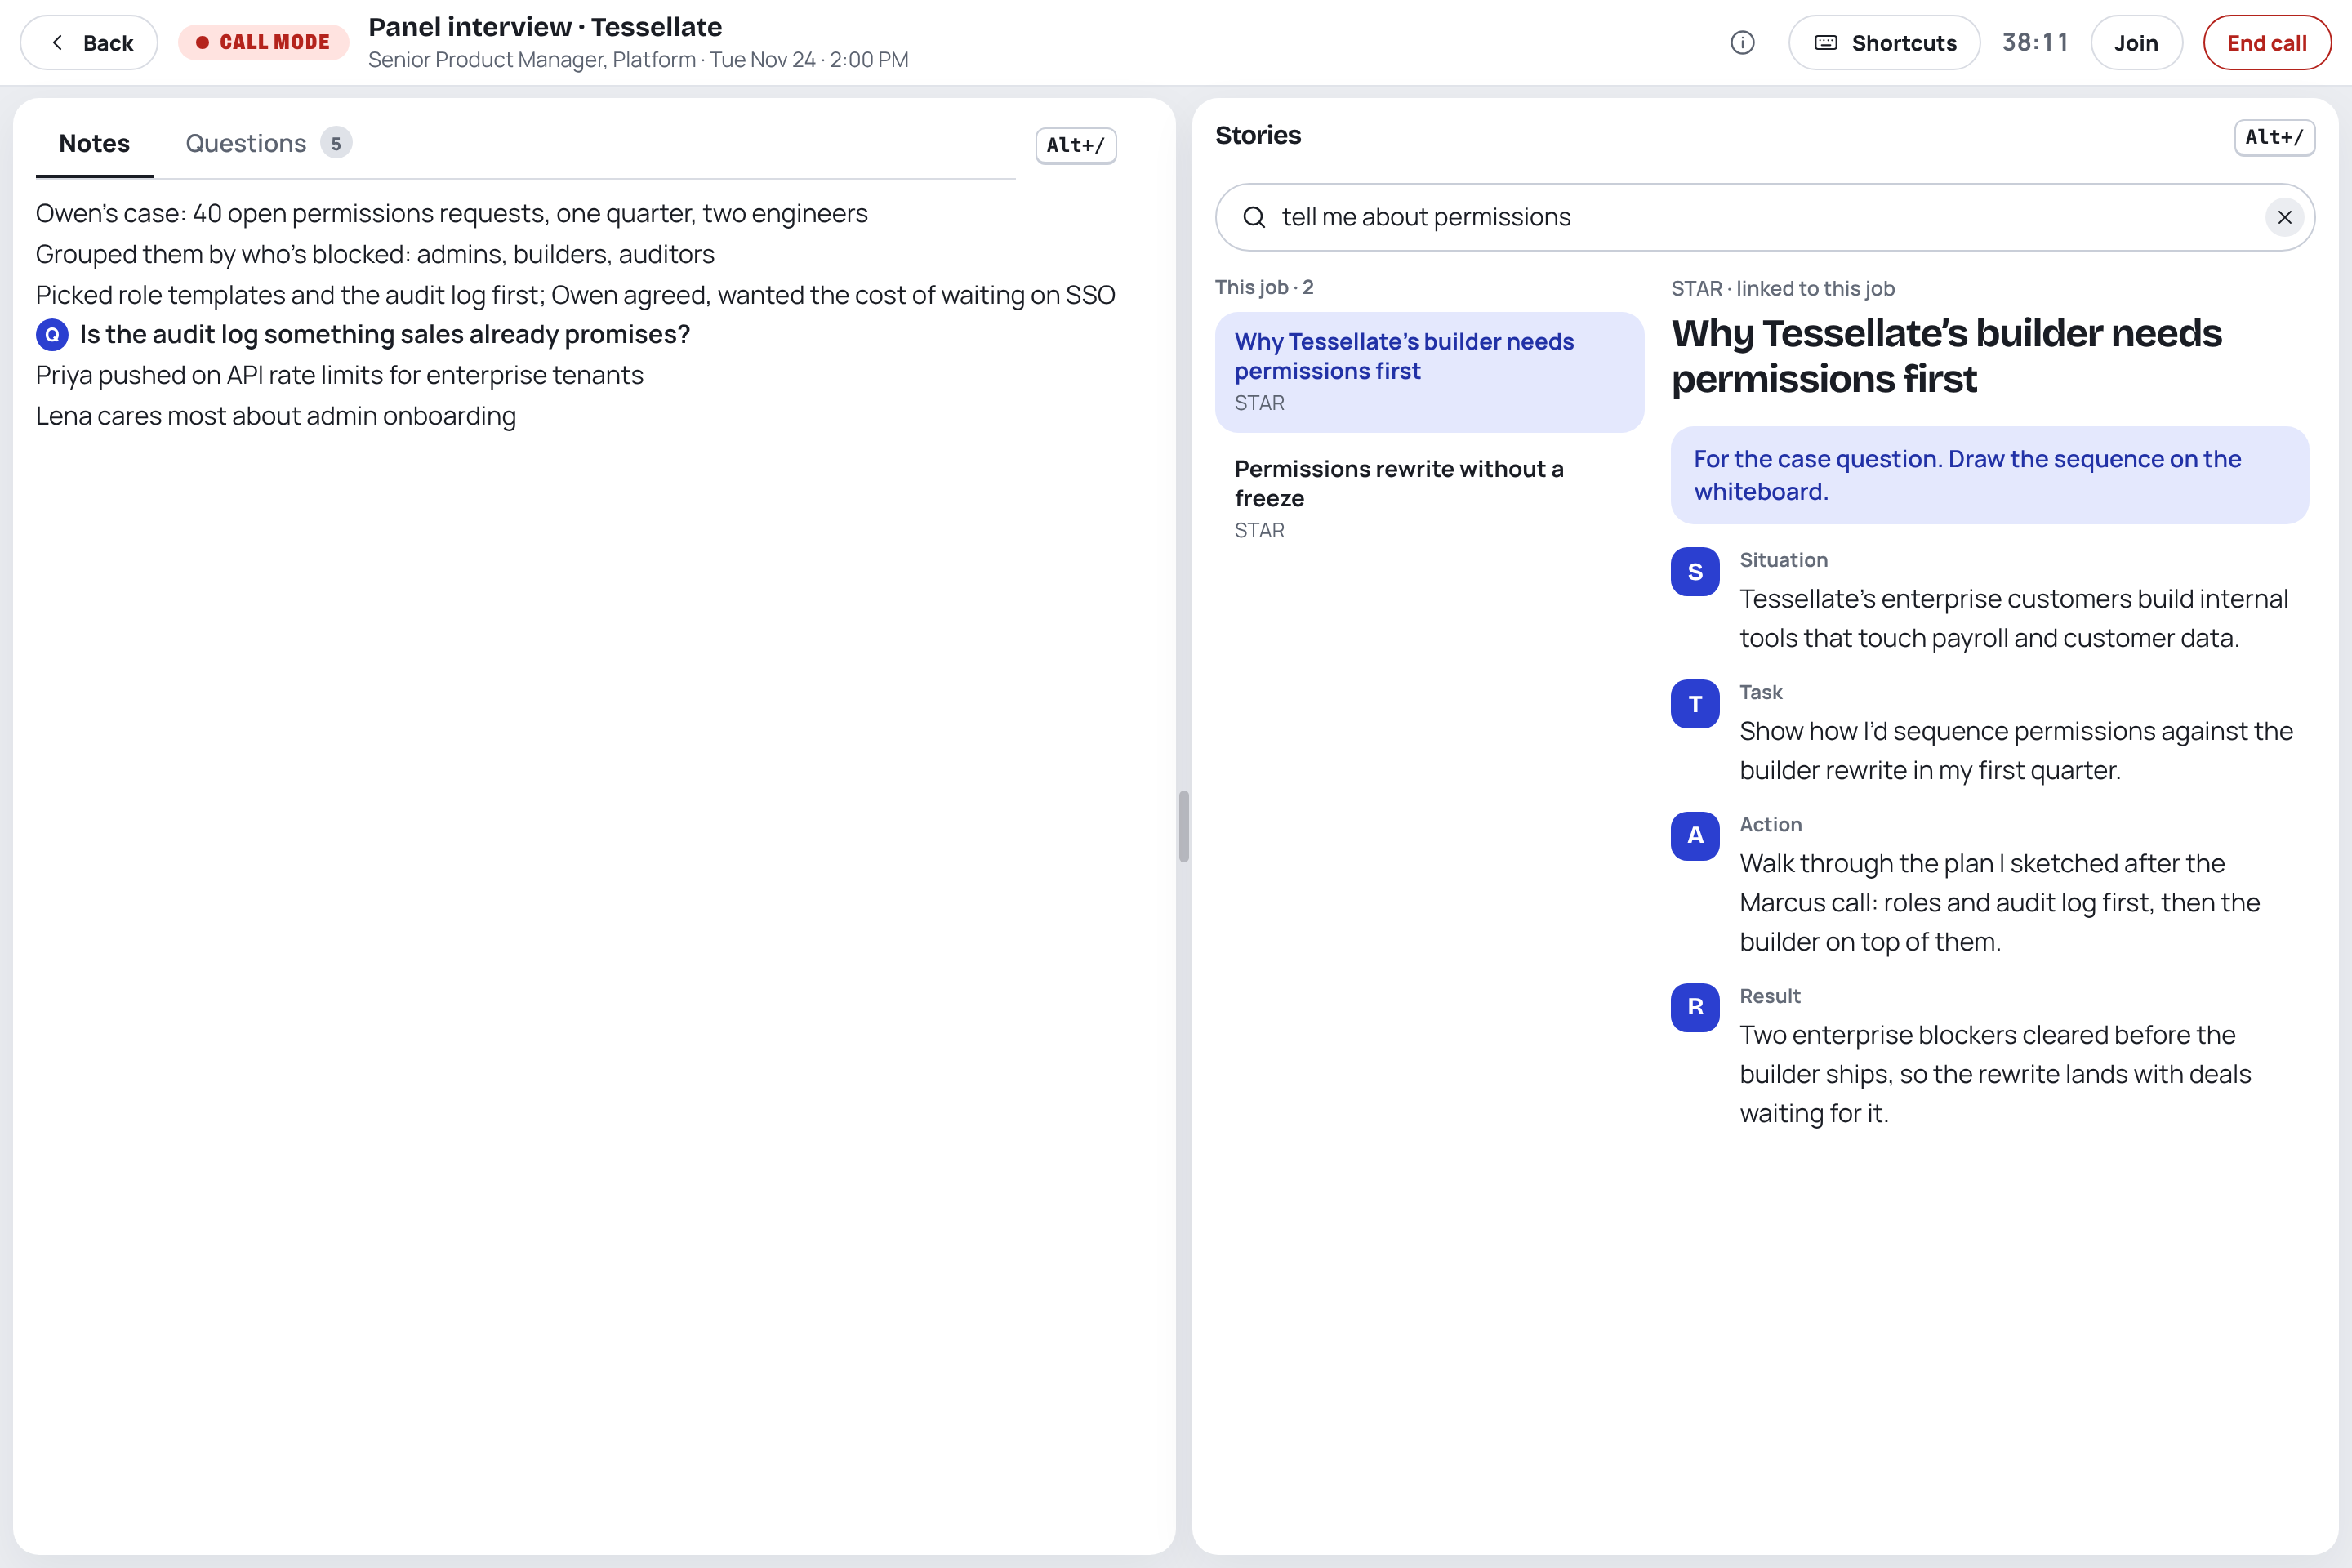 Back
CALL MODE
Panel interview · Tessellate
Senior Product Manager, Platform · Tue Nov 24 · 2:00 PM
Shortcuts
38:11
Join
End call
Notes
Questions 5
Alt+/
Owen’s case: 40 open permissions requests, one quarter, two engineers
Grouped them by who’s blocked: admins, builders, auditors
Picked role templates and the audit log first; Owen agreed, wanted the cost of waiting on SSO
Q Is the audit log something sales already promises?
Priya pushed on API rate limits for enterprise tenants
Lena cares most about admin onboarding
Stories
Alt+/
tell me about permissions
This job · 2
Why Tessellate’s builder needs
permissions first
STAR
Permissions rewrite without a
freeze
STAR
STAR · linked to this job
Why Tessellate’s builder needs
permissions first
For the case question. Draw the sequence on the
whiteboard.
S
Situation
Tessellate’s enterprise customers build internal
tools that touch payroll and customer data.
T
Task
Show how I’d sequence permissions against the
builder rewrite in my first quarter.
A
Action
Walk through the plan I sketched after the
Marcus call: roles and audit log first, then the
builder on top of them.
R
Result
Two enterprise blockers cleared before the
builder ships, so the rewrite lands with deals
waiting for it.